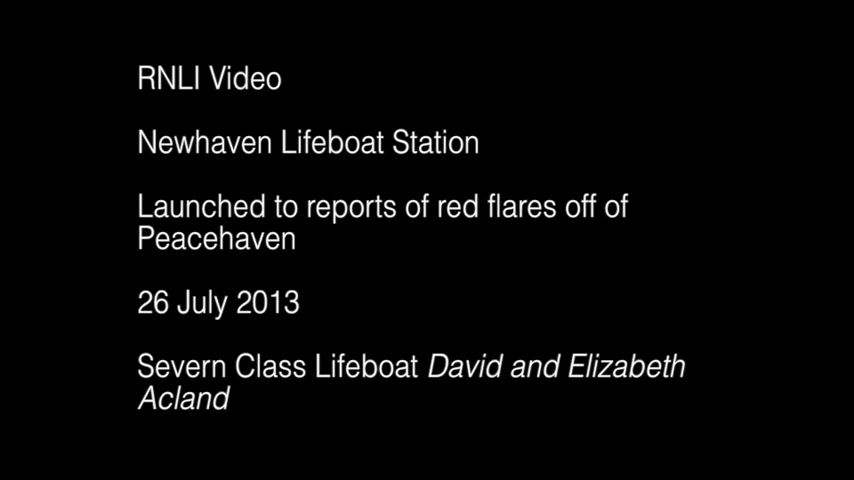 RNLI Video
Newhaven Lifeboat Station
Launched to reports of red flares off of
Peacehaven
26 July 2013
Severn Class Lifeboat David and Elizabeth
Acland